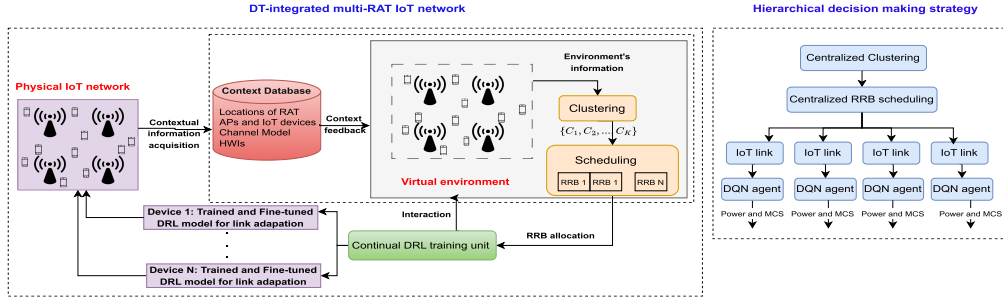 DT-integrated multi-RAT IoT network
Hierarchical decision making strategy
Physical IoT network
Contextual
information
acquisition
Context Database
Locations of RAT
APs and IoT devices
Channel Model
HWIs
Context
feedback
Virtual environment
Environment's
information
Clustering
{C1, C2, ..., CK}
Scheduling
RRB 1
RRB 1
RRB N
Interaction
RRB allocation
Continual DRL training unit
Device 1: Trained and Fine-tuned
DRL model for link adapation
.
.
.
Device N: Trained and Fine-tuned
DRL model for link adapation
Centralized Clustering
Centralized RRB scheduling
IoT link
IoT link
IoT link
IoT link
DQN agent
DQN agent
DQN agent
DQN agent
Power and MCS
Power and MCS
Power and MCS
Power and MCS